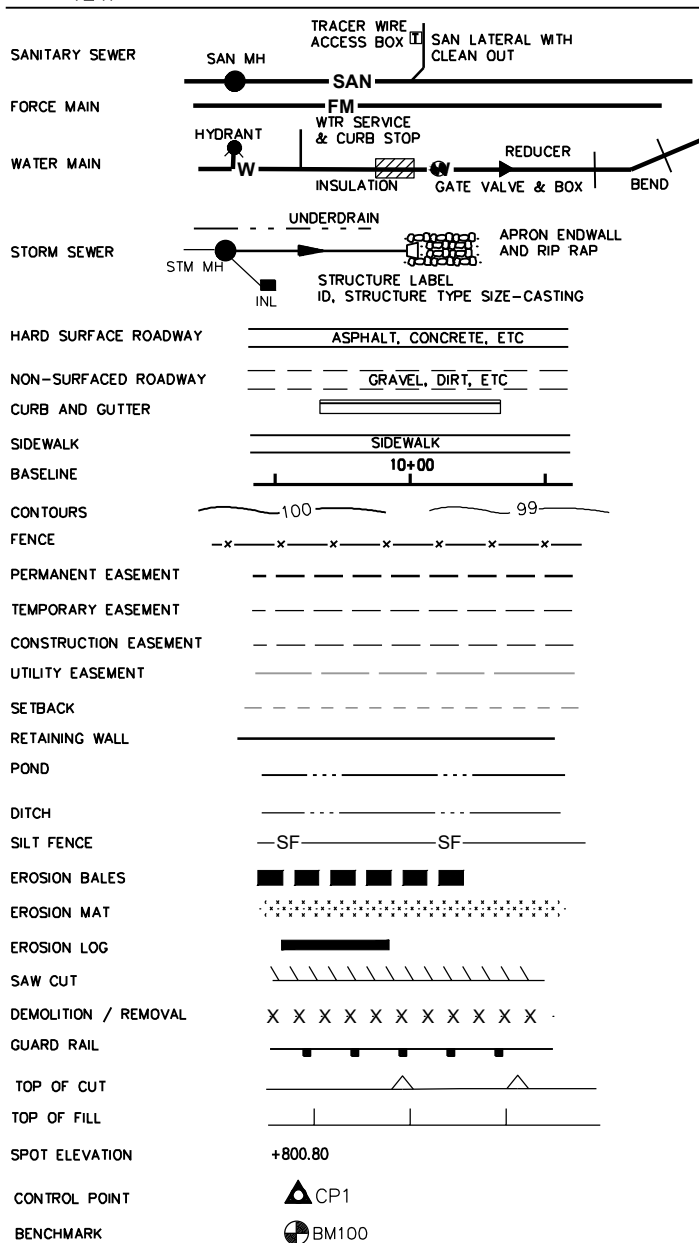 SANITARY SEWER
SAN MH
TRACER WIRE
ACCESS BOX
T
SAN LATERAL WITH
CLEAN OUT
SAN
FORCE MAIN
FM
WATER MAIN
HYDRANT
W
WTR SERVICE
& CURB STOP
INSULATION
W
GATE VALVE & BOX
REDUCER
BEND
STORM SEWER
UNDERDRAIN
STM MH
INL
APRON ENDWALL
AND RIP RAP
STRUCTURE LABEL
ID, STRUCTURE TYPE SIZE-CASTING
HARD SURFACE ROADWAY
ASPHALT, CONCRETE, ETC
NON-SURFACED ROADWAY
GRAVEL, DIRT, ETC
CURB AND GUTTER
SIDEWALK
SIDEWALK
BASELINE
10+00
CONTOURS
100
99
FENCE
x x x x x x x
PERMANENT EASEMENT
TEMPORARY EASEMENT
CONSTRUCTION EASEMENT
UTILITY EASEMENT
SETBACK
RETAINING WALL
POND
DITCH
SILT FENCE
SF SF
EROSION BALES
EROSION MAT
EROSION LOG
SAW CUT
DEMOLITION / REMOVAL
X X X X X X X X X X X
GUARD RAIL
TOP OF CUT
TOP OF FILL
SPOT ELEVATION
+800.80
CONTROL POINT
CP1
BENCHMARK
BM100